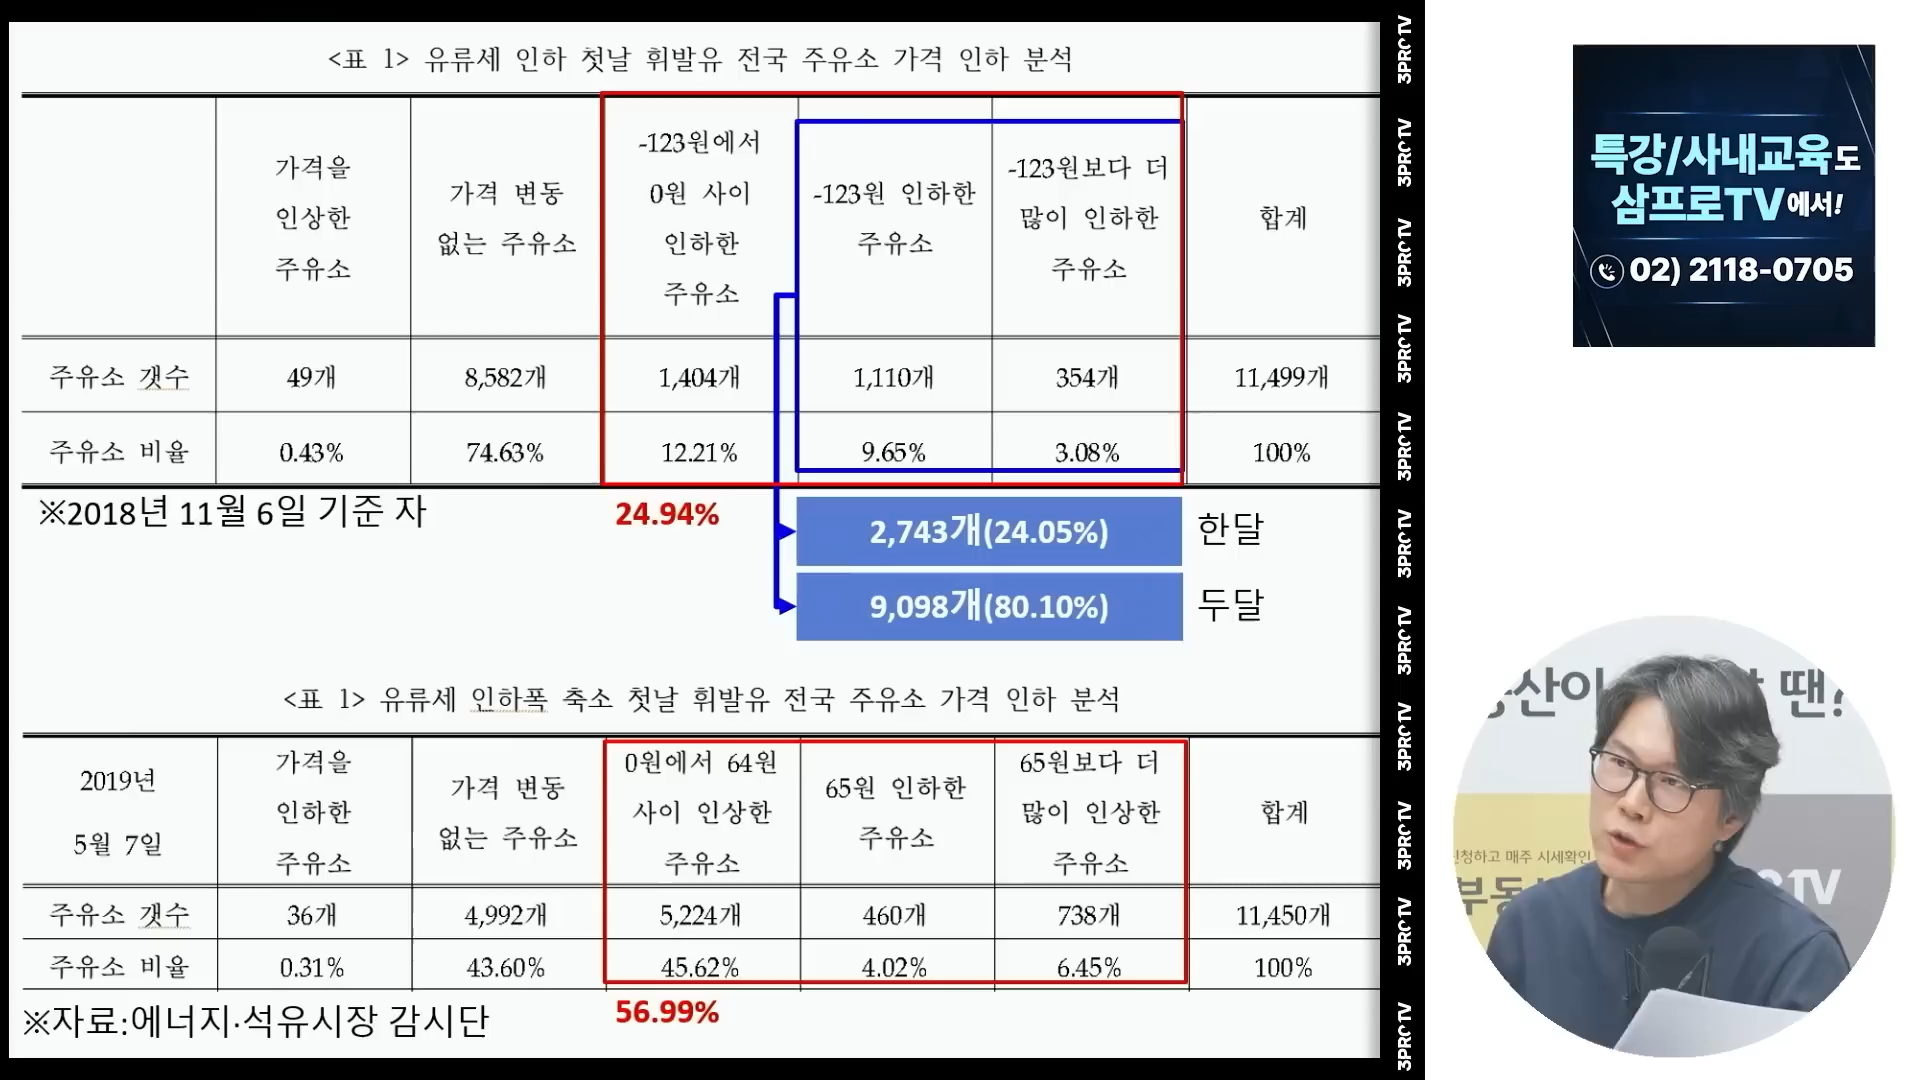 <표 1> 유류세 인하 첫날 휘발유 전국 주유소 가격 인하 분석
가격을
인상한
주유소
가격 변동
없는 주유소
-123원에서
0원 사이
인하한
주유소
-123원 인하한
주유소
-123원보다 더
많이 인하한
주유소
합계
주유소 갯수 49개 8,582개 1,404개 1,110개 354개 11,499개
주유소 비율 0.43% 74.63% 12.21% 9.65% 3.08% 100%
※2018년 11월 6일 기준 자
24.94%
2,743개(24.05%) 한달
9,098개(80.10%) 두달
<표 1> 유류세 인하폭 축소 첫날 휘발유 전국 주유소 가격 인하 분석
2019년
5월 7일
가격을
인하한
주유소
가격 변동
없는 주유소
0원에서 64원
사이 인상한
주유소
65원 인하한
주유소
65원보다 더
많이 인상한
주유소
합계
주유소 갯수 36개 4,992개 5,224개 460개 738개 11,450개
주유소 비율 0.31% 43.60% 45.62% 4.02% 6.45% 100%
※자료:에너지·석유시장 감시단
56.99%
3PROTV
3PROTV
3PROTV
3PROTV
3PROTV
3PROTV
3PROTV
3PROTV
3PROTV
3PROTV
3PROTV
특강/사내교육도
삼프로TV에서!
02) 2118-0705
땐?
매주 시세확인